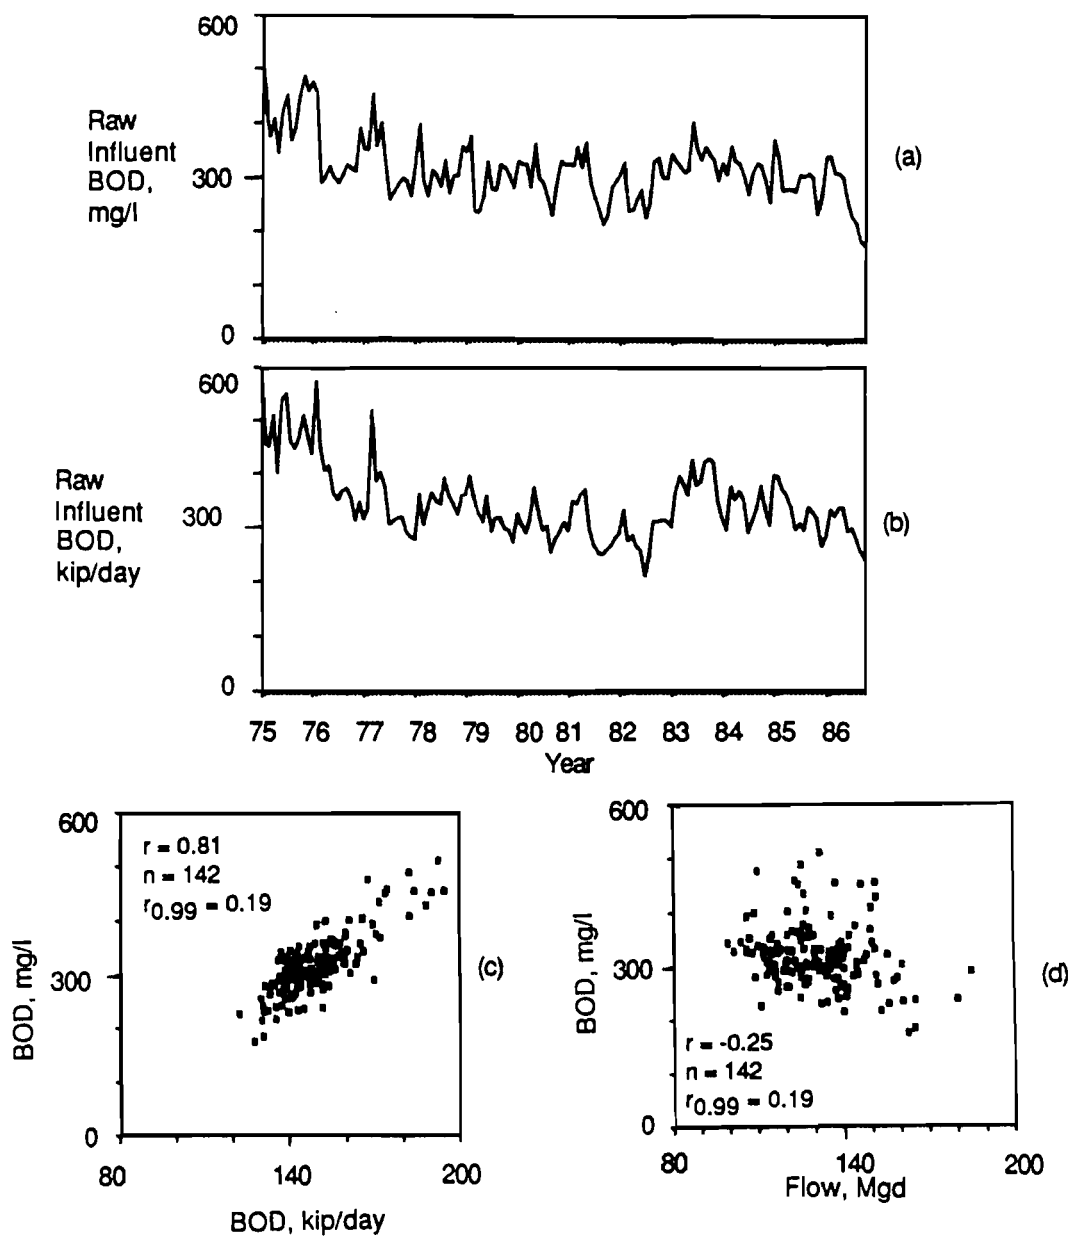 600
Raw
Influent
BOD,
mg/l
300
0
(a)
600
Raw
Influent
BOD,
kip/day
300
0
(b)
75 76 77 78 79 80 81 82 83 84 85 86
Year
600
r = 0.81
n = 142
r0.99 = 0.19
BOD, mg/l
300
0
(c)
80 140 200
BOD, kip/day
600
BOD, mg/l
300
r = -0.25
n = 142
r0.99 = 0.19
0
(d)
80 140 200
Flow, Mgd